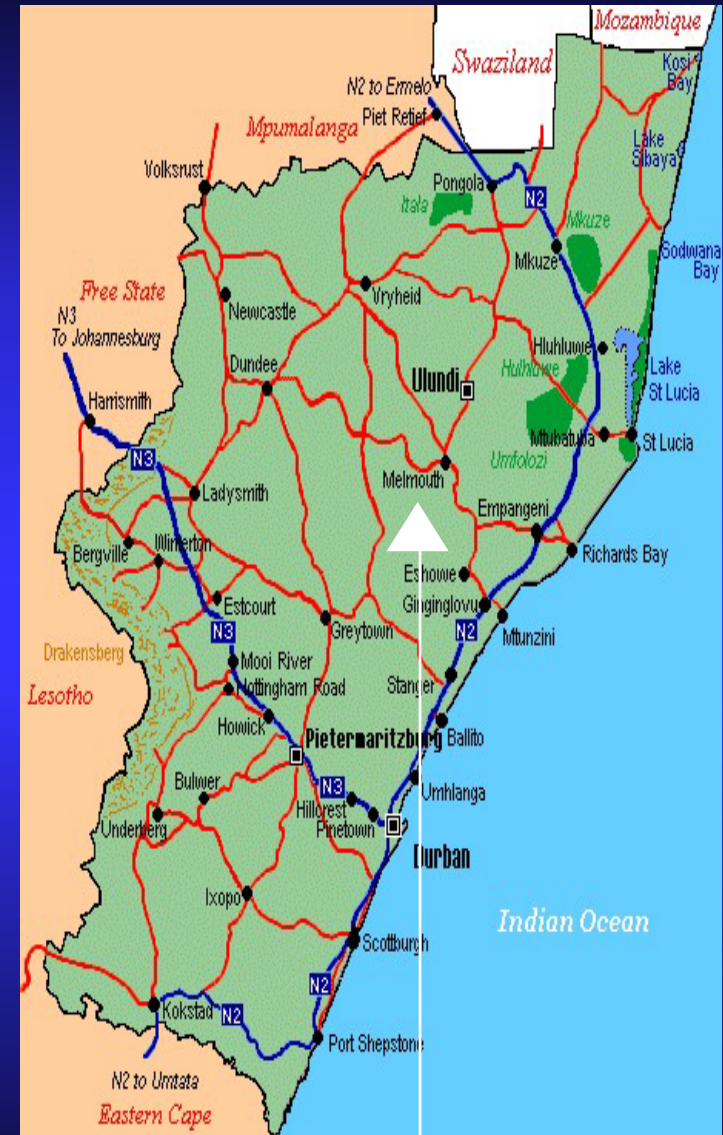 Mozambique
Swaziland
Kosi
Bay
N2 to Ermelo
Piet Retief
Mpumalanga
Lake
Sibaya
Volksrust
Pongola
N2
Itala
Mkuze
Sodwana
Bay
Mkuze
Free State
Newcastle
Vryheid
N3
To Johannesburg
Hluhluwe
Dundee
Hulhluwe
Lake
St Lucia
Ulundi
Harrismith
Mtubatuba
St Lucia
N3
Umfolozi
Melmouth
Ladysmith
Empangeni
Bergville
Winterton
Richards Bay
Eshowe
Estcourt
Ginginglovu
N3
Greytown
N2
Mtunzini
Drakensberg
Mooi River
Lesotho
Nottingham Road
Stanger
Howick
Pietermaritzburg
Ballito
Bulwer
N3
Umhlanga
Hillcrest
Underberg
Pinetown
Durban
Ixopo
Indian Ocean
Scottburgh
N2
Kokstad
N2
Port Shepstone
N2 to Umtata
Eastern Cape